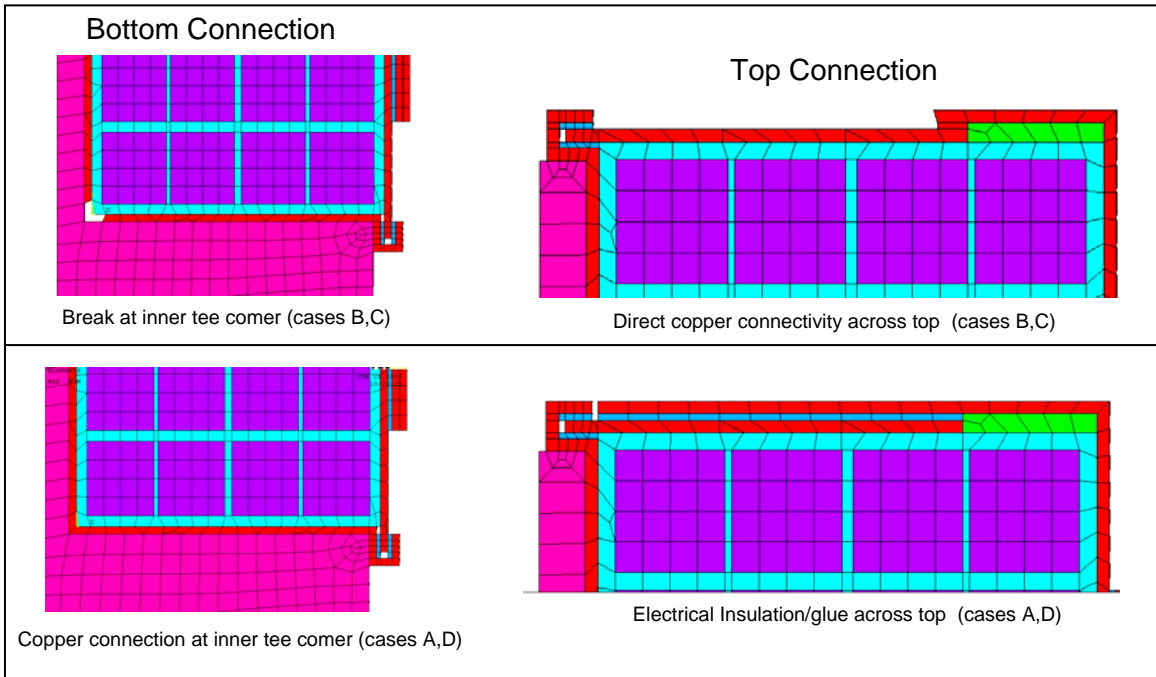 Bottom Connection
Top Connection
Break at inner tee corner (cases B,C)
Direct copper connectivity across top (cases B,C)
Copper connection at inner tee corner (cases A,D)
Electrical Insulation/glue across top (cases A,D)